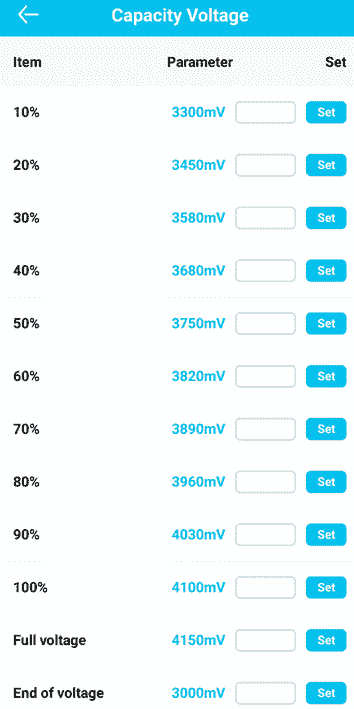 Capacity Voltage
Item Parameter Set
10% 3300mV Set
20% 3450mV Set
30% 3580mV Set
40% 3680mV Set
50% 3750mV Set
60% 3820mV Set
70% 3890mV Set
80% 3960mV Set
90% 4030mV Set
100% 4100mV Set
Full voltage 4150mV Set
End of voltage 3000mV Set